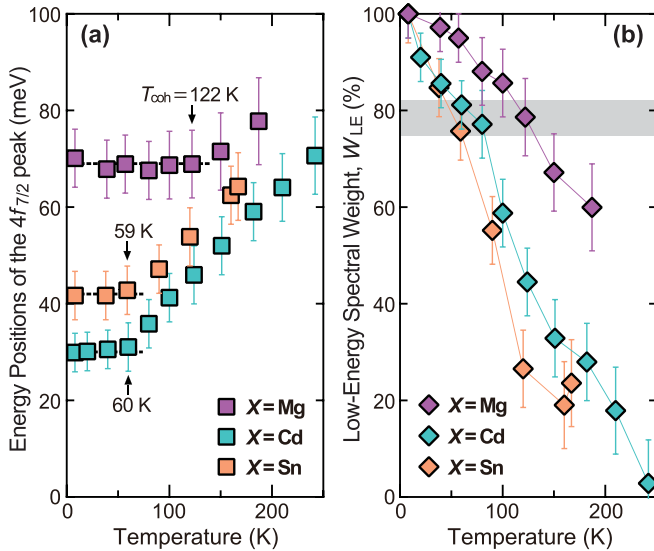 (a)
(b)
Energy Positions of the 4f7/2 peak (meV)
100
80
60
40
20
0
Tcoh = 122 K
59 K
60 K
X = Mg
X = Cd
X = Sn
0 100 200
Temperature (K)
Low-Energy Spectral Weight, WLE (%)
100
80
60
40
20
0
X = Mg
X = Cd
X = Sn
0 100 200
Temperature (K)